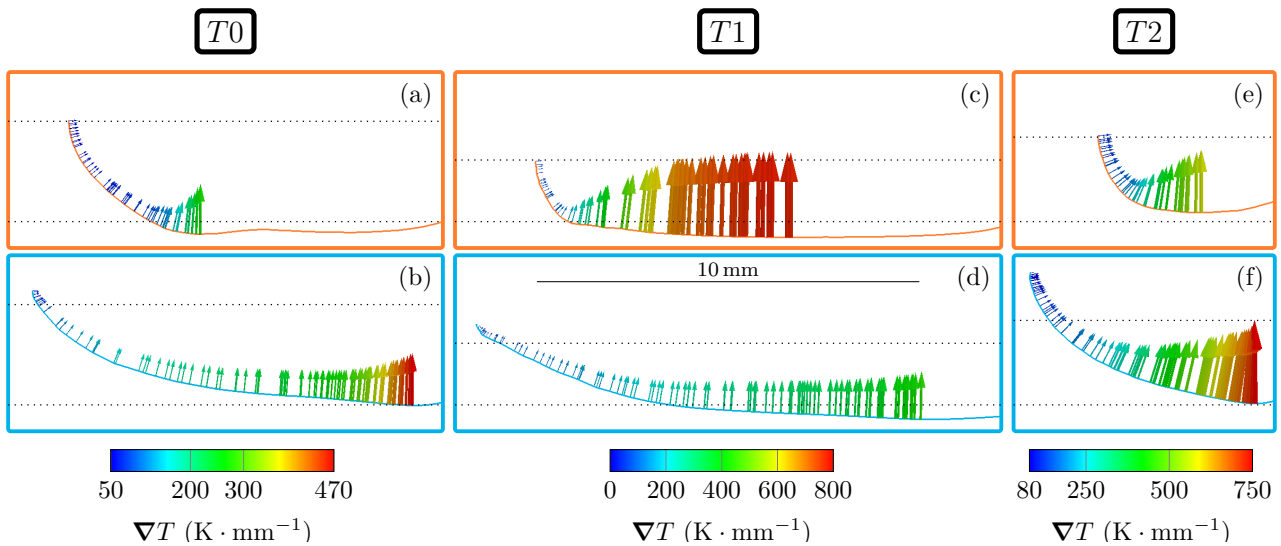 T0 T1 T2
(a) (c) (e)
10 mm
(b) (d) (f)
50 200 300 470 0 200 400 600 800 80 250 500 750
∇T (K · mm⁻¹) ∇T (K · mm⁻¹) ∇T (K · mm⁻¹)